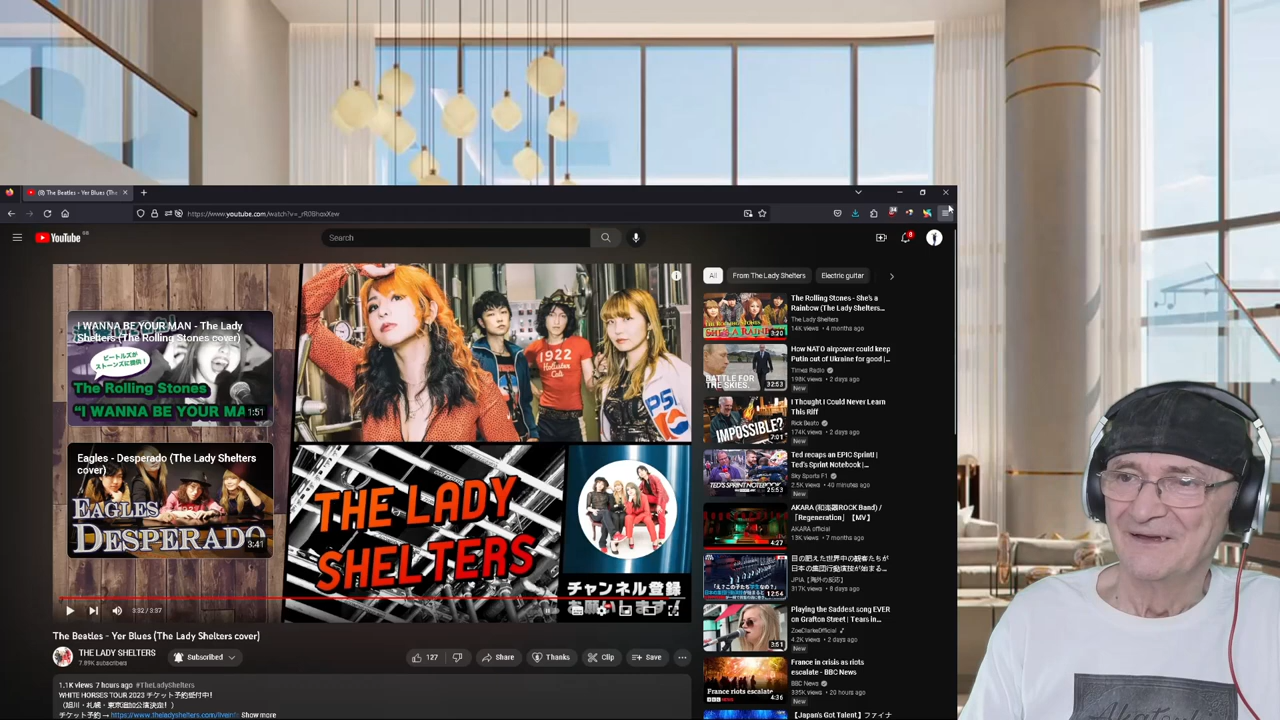 (8) The Beatles - Yer Blues (The
https://www.youtube.com/watch?v=_rR0BhoxXew
YouTube GB
Search
8
24
I WANNA BE YOUR MAN - The Lady
Shelters (The Rolling Stones cover)
ビートルズが
ストーンズに提供!
The Rolling Stones
"I WANNA BE YOUR MA
1:51
Eagles - Desperado (The Lady Shelters
cover)
EAGLES
DESPERADO
3:41
1922
Hollister
THE LADY
SHELTERS
チャンネル登録
お願いします
3:32 / 3:37
The Beatles - Yer Blues (The Lady Shelters cover)
THE LADY SHELTERS
7.89K subscribers
Subscribed
127
Share
Thanks
Clip
Save
1.1K views 7 hours ago #TheLadyShelters
WHITE HORSES TOUR 2023 チケット予約受付中!
（旭川・札幌・東京追加公演決定！）
チケット予約→ https://www.theladyshelters.com/liveinfo Show more
All
From The Lady Shelters
Electric guitar
The Rolling Stones - She's a
Rainbow (The Lady Shelters...
The Lady Shelters
14K views • 4 months ago
3:20
How NATO airpower could keep
Putin out of Ukraine for good |...
Times Radio
198K views • 2 days ago
New
BATTLE FOR
THE SKIES.
32:53
I Thought I Could Never Learn
This Riff
Rick Beato
174K views • 2 days ago
New
IMPOSSIBLE?
7:01
Ted recaps an EPIC Sprint! |
Ted's Sprint Notebook |...
Sky Sports F1
2.5K views • 40 minutes ago
New
TED'S SPRINT NOTEBOOK
25:53
AKARA (和楽器ROCK Band) /
「Regeneration」【MV】
AKARA official
13K views • 7 months ago
4:27
目の肥えた世界中の観客たちが
日本の集団行動演技が始まる...
JPIA【海外の反応】
317K views • 8 days ago
12:54
Playing the Saddest song EVER
on Grafton Street | Tears in...
ZoeClarkeOfficial
4.2K views • 2 days ago
New
3:51
France in crisis as riots
escalate - BBC News
BBC News
335K views • 20 hours ago
New
France riots escalate
4:36
【Japan's Got Talent】ファイナ